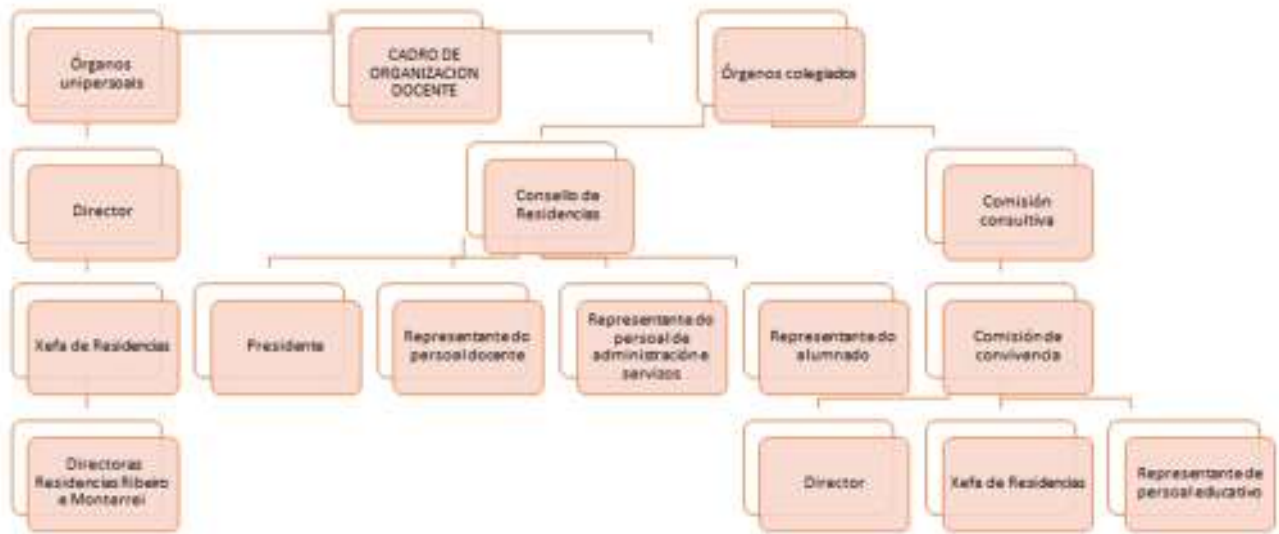 Órganos
unipersoais
CADRO DE
ORGANIZACION
DOCENTE
Órganos colegiados
Director
Consello de
Residencias
Comisión
consultiva
Xefa de Residencias
Presidente
Representante do
persoal docente
Representante do
persoal de
administración e
servizos
Representante do
alumnado
Comisión de
convivencia
Directoras
Residencias Ribeiro
e Monterrei
Director
Xefa de Residencias
Representante de
persoal educativo